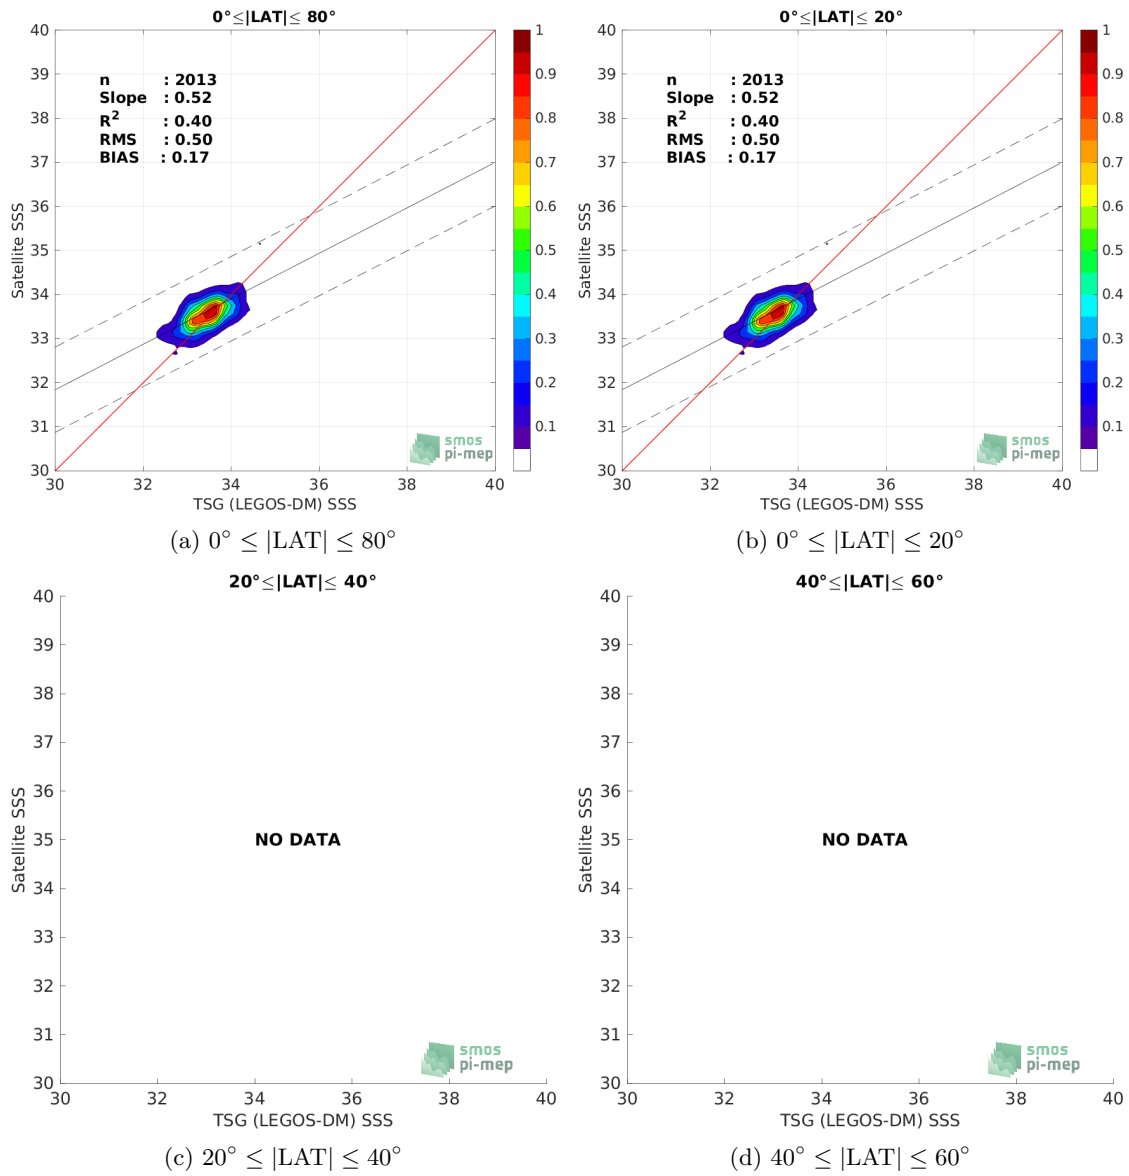 0°≤|LAT|≤ 80°
40
39
38
37
36
35
34
33
32
31
30
n : 2013
Slope : 0.52
R² : 0.40
RMS : 0.50
BIAS : 0.17
Satellite SSS
smos
pi-mep
30 32 34 36 38 40
TSG (LEGOS-DM) SSS
1
0.9
0.8
0.7
0.6
0.5
0.4
0.3
0.2
0.1
(a) 0° ≤ |LAT| ≤ 80°
0°≤|LAT|≤ 20°
40
39
38
37
36
35
34
33
32
31
30
n : 2013
Slope : 0.52
R² : 0.40
RMS : 0.50
BIAS : 0.17
Satellite SSS
smos
pi-mep
30 32 34 36 38 40
TSG (LEGOS-DM) SSS
1
0.9
0.8
0.7
0.6
0.5
0.4
0.3
0.2
0.1
(b) 0° ≤ |LAT| ≤ 20°
20°≤|LAT|≤ 40°
40
39
38
37
36
35
34
33
32
31
30
Satellite SSS
NO DATA
smos
pi-mep
30 32 34 36 38 40
TSG (LEGOS-DM) SSS
(c) 20° ≤ |LAT| ≤ 40°
40°≤|LAT|≤ 60°
40
39
38
37
36
35
34
33
32
31
30
Satellite SSS
NO DATA
smos
pi-mep
30 32 34 36 38 40
TSG (LEGOS-DM) SSS
(d) 40° ≤ |LAT| ≤ 60°